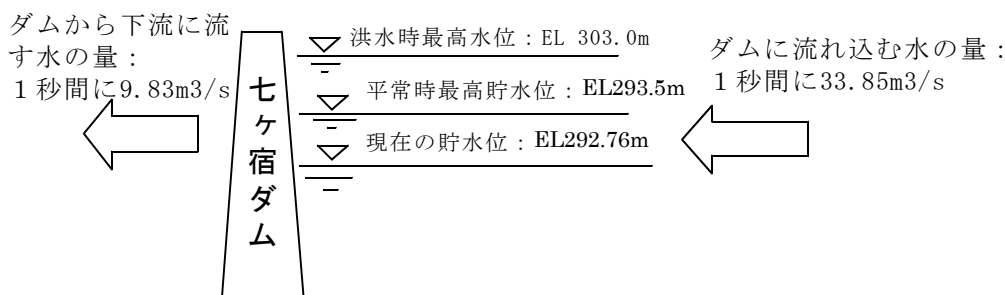 ダムから下流に流
す水の量：
１秒間に9.83m3/s
七ヶ宿ダム
洪水時最高水位：EL 303.0m
平常時最高貯水位：EL293.5m
現在の貯水位：EL292.76m
ダムに流れ込む水の量：
１秒間に33.85m3/s